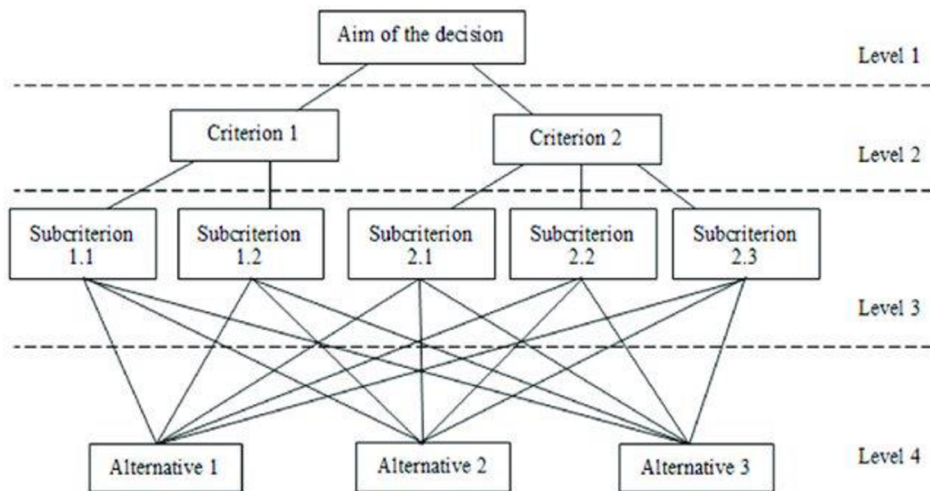 Aim of the decision
Level 1
Criterion 1
Criterion 2
Level 2
Subcriterion
1.1
Subcriterion
1.2
Subcriterion
2.1
Subcriterion
2.2
Subcriterion
2.3
Level 3
Alternative 1
Alternative 2
Alternative 3
Level 4